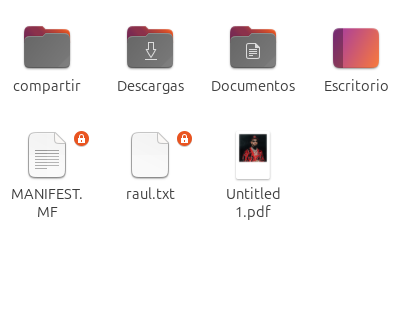 compartir
Descargas
Documentos
Escritorio
MANIFEST.
MF
raul.txt
Untitled
1.pdf